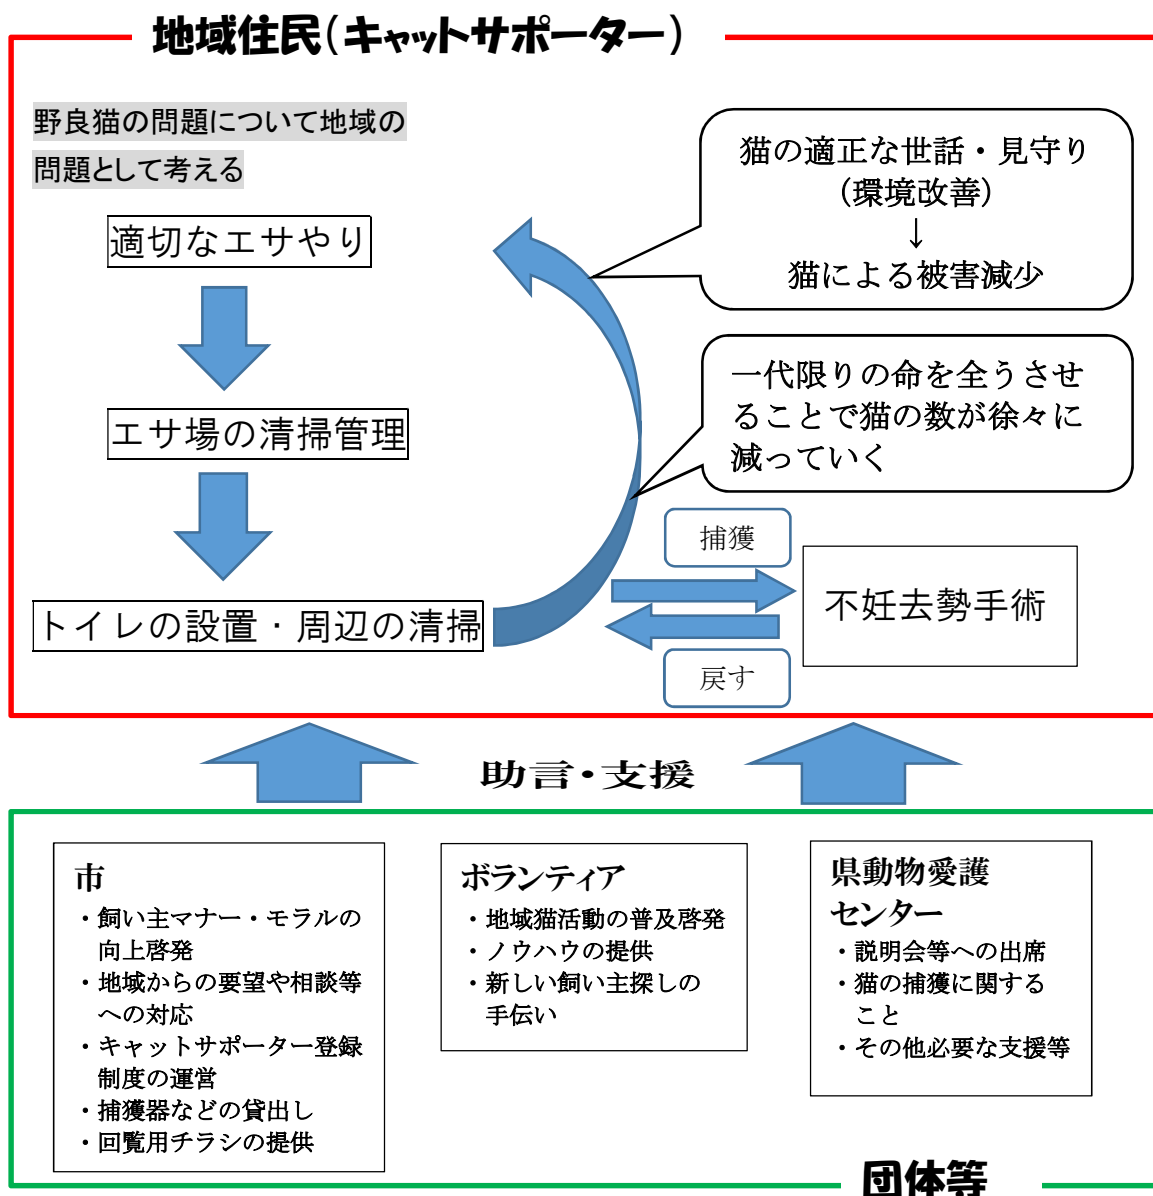 地域住民(キャットサポーター)
野良猫の問題について地域の
問題として考える
適切なエサやり
エサ場の清掃管理
トイレの設置・周辺の清掃
猫の適正な世話・見守り
(環境改善)
↓
猫による被害減少
一代限りの命を全うさせ
ることで猫の数が徐々に
減っていく
捕獲
不妊去勢手術
戻す
助言・支援
市
・飼い主マナー・モラルの
向上啓発
・地域からの要望や相談等
への対応
・キャットサポーター登録
制度の運営
・捕獲器などの貸出し
・回覧用チラシの提供
ボランティア
・地域猫活動の普及啓発
・ノウハウの提供
・新しい飼い主探しの
手伝い
県動物愛護
センター
・説明会等への出席
・猫の捕獲に関する
こと
・その他必要な支援等
団体等